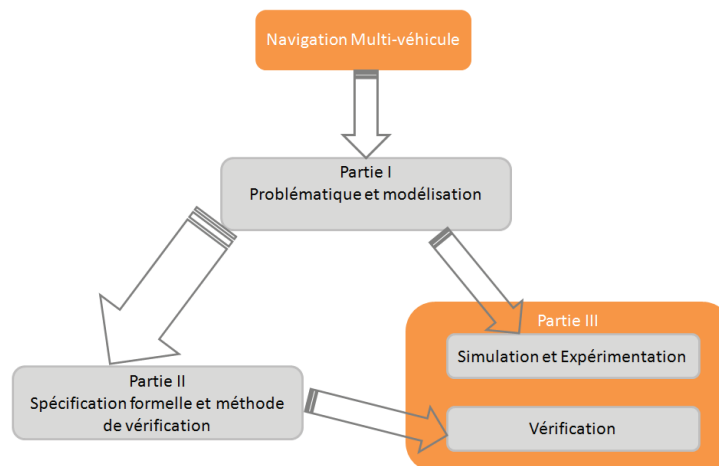 Navigation Multi-véhicule
Partie I
Problématique et modélisation
Partie III
Simulation et Expérimentation
Partie II
Spécification formelle et méthode
de vérification
Vérification